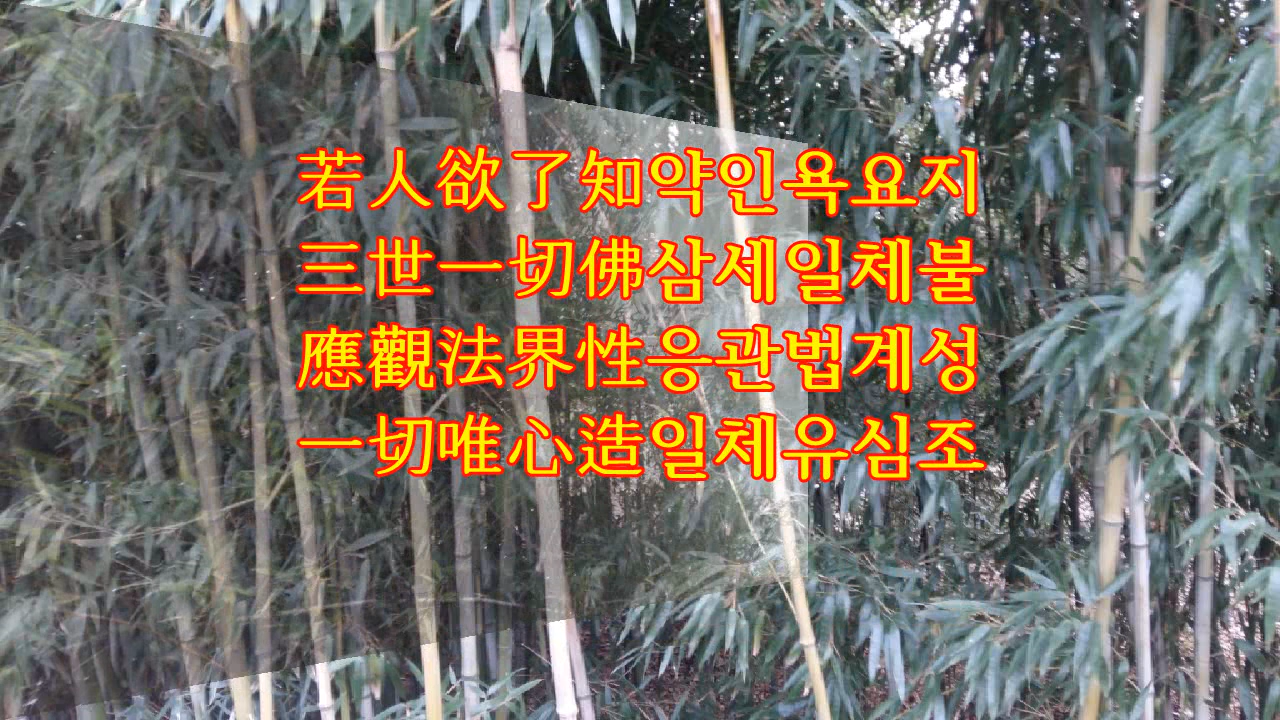 若人欲了知약인욕요지
三世一切佛삼세일체불
應觀法界性응관법계성
一切唯心造일체유심조